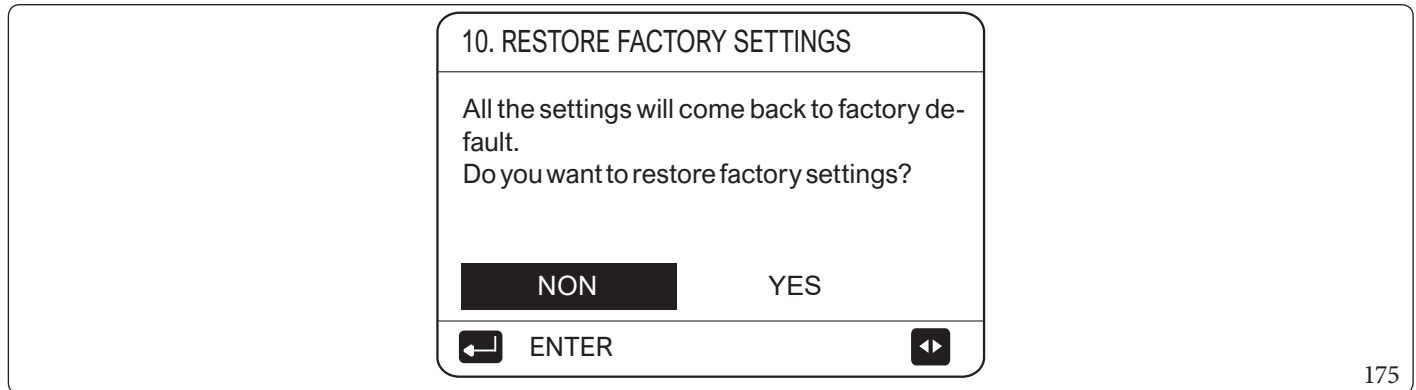 10. RESTORE FACTORY SETTINGS
All the settings will come back to factory de-
fault.
Do you want to restore factory settings?
NON YES
ENTER
175